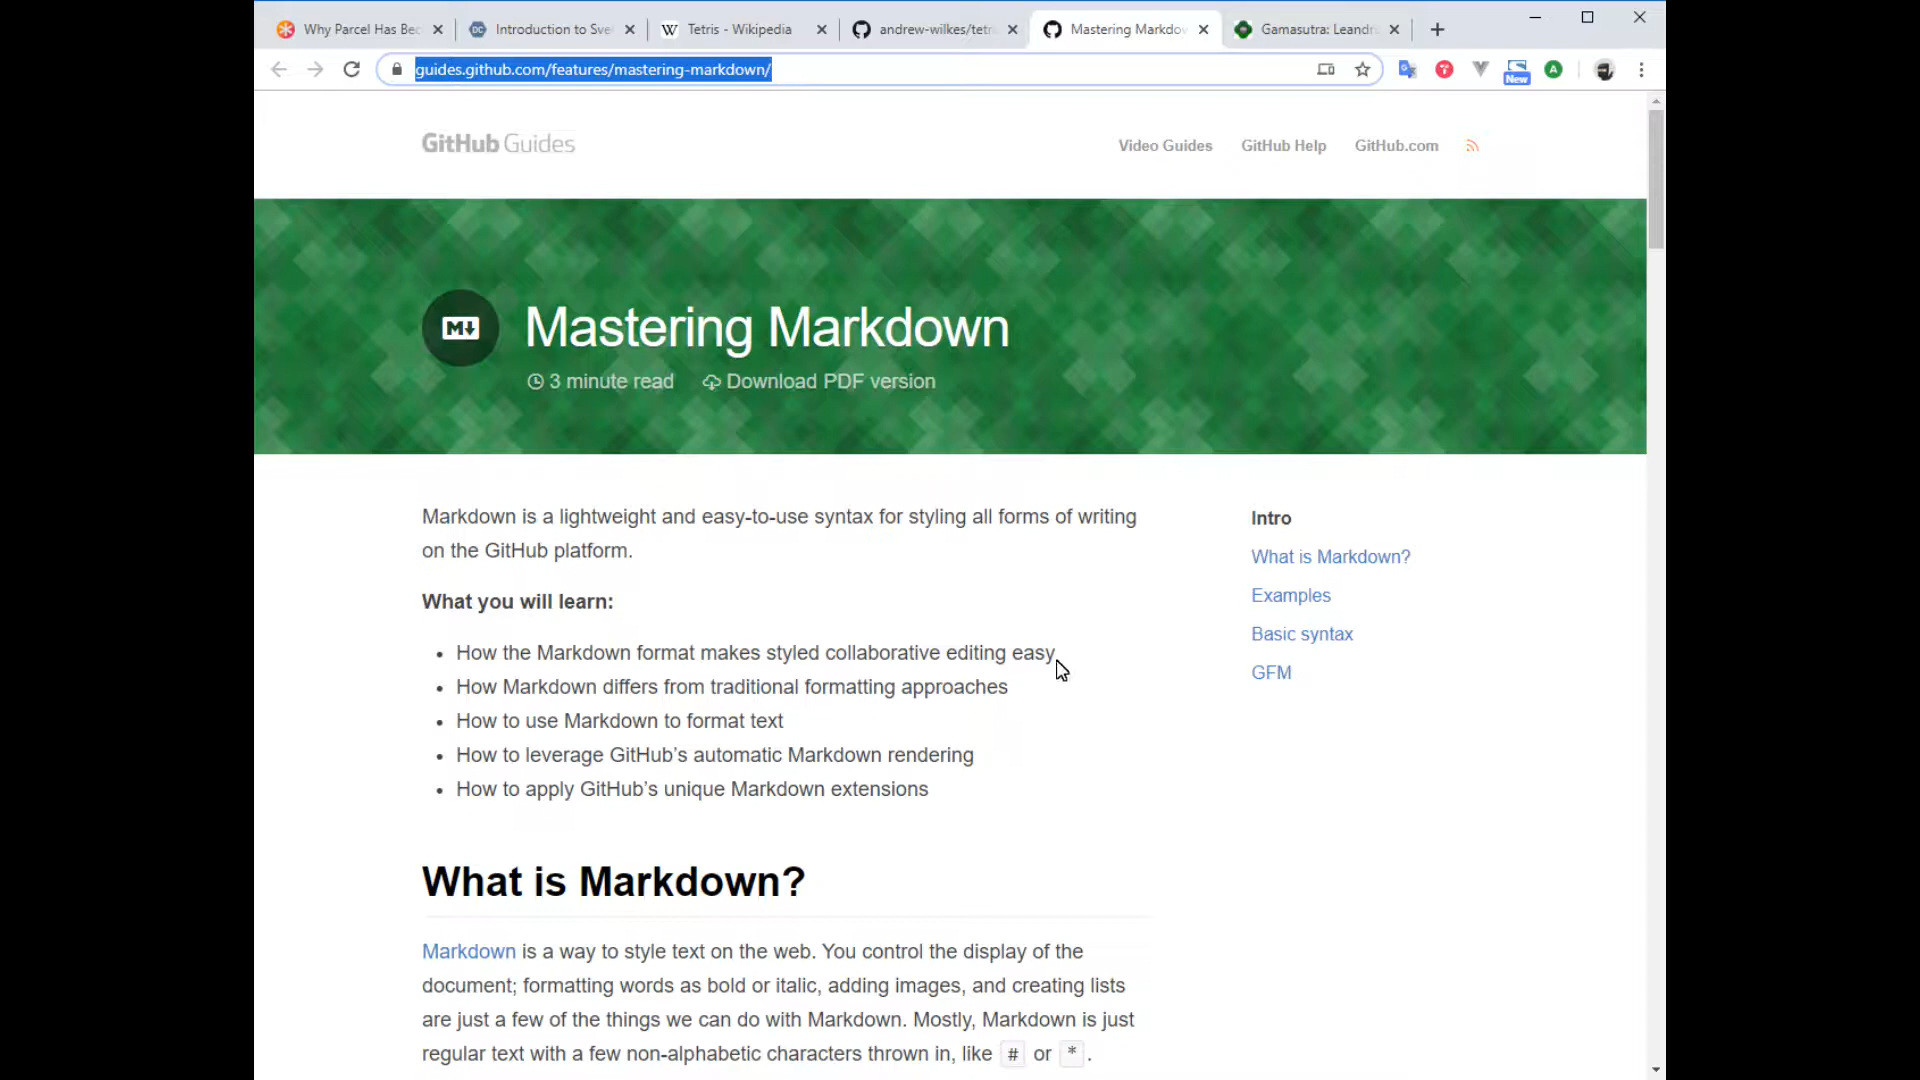 Why Parcel Has Bec
Introduction to Sve
Tetris - Wikipedia
andrew-wilkes/tetri
Mastering Markdow
Gamasutra: Leandr
guides.github.com/features/mastering-markdown/
New
GitHub Guides
Video Guides
GitHub Help
GitHub.com
M
Mastering Markdown
3 minute read
Download PDF version
Markdown is a lightweight and easy-to-use syntax for styling all forms of writing
on the GitHub platform.
What you will learn:
• How the Markdown format makes styled collaborative editing easy
• How Markdown differs from traditional formatting approaches
• How to use Markdown to format text
• How to leverage GitHub’s automatic Markdown rendering
• How to apply GitHub’s unique Markdown extensions
Intro
What is Markdown?
Examples
Basic syntax
GFM
What is Markdown?
Markdown is a way to style text on the web. You control the display of the
document; formatting words as bold or italic, adding images, and creating lists
are just a few of the things we can do with Markdown. Mostly, Markdown is just
regular text with a few non-alphabetic characters thrown in, like # or *.